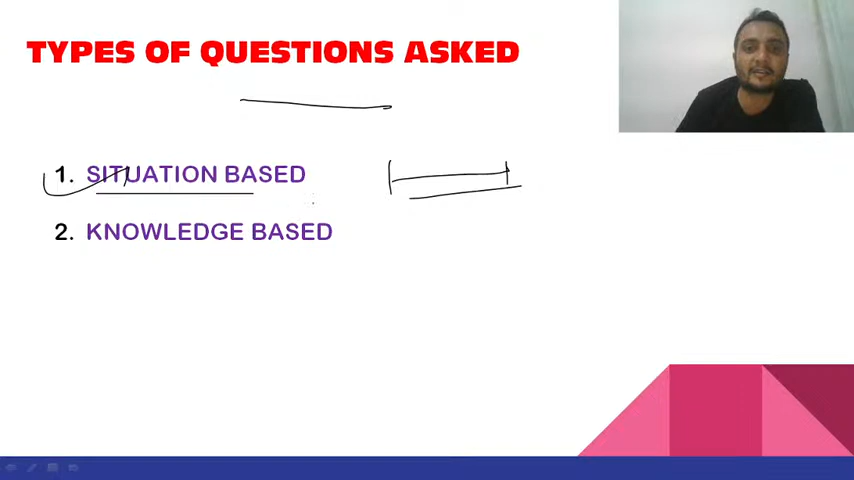 TYPES OF QUESTIONS ASKED
1. SITUATION BASED
2. KNOWLEDGE BASED